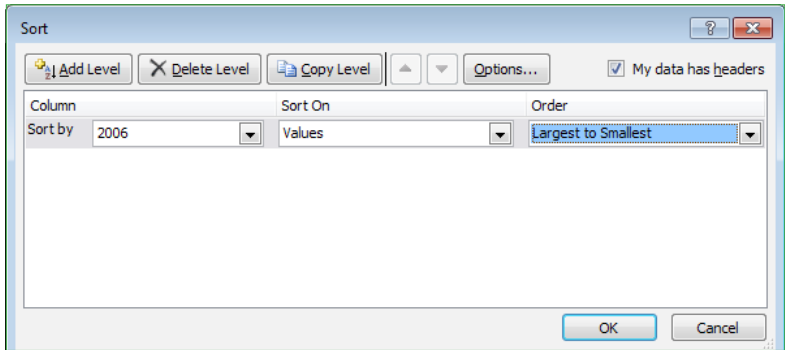 Sort
Add Level Delete Level Copy Level Options... My data has headers
Column Sort On Order
Sort by 2006 Values Largest to Smallest
OK Cancel